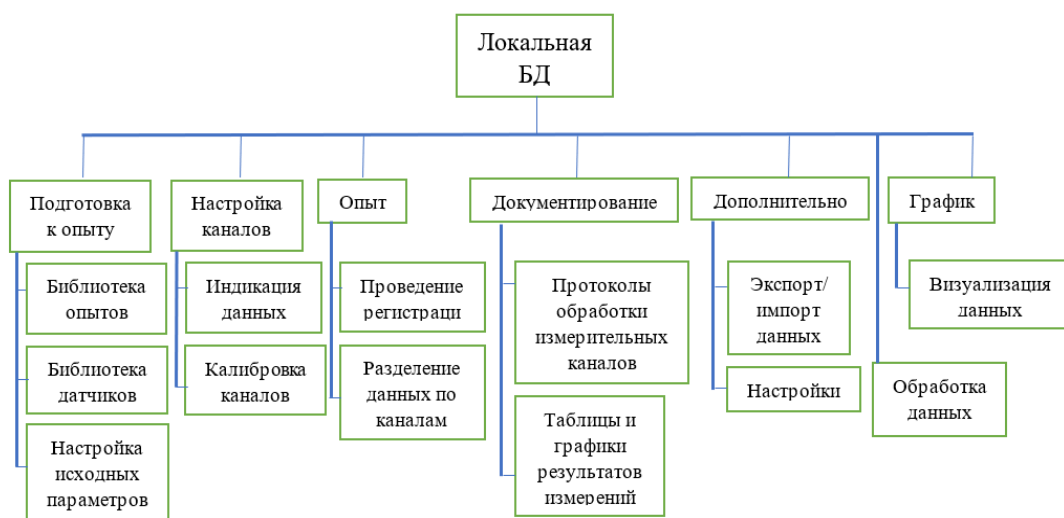 Локальная
БД
Подготовка
к опыту
Библиотека
опытов
Библиотека
датчиков
Настройка
исходных
параметров
Настройка
каналов
Индикация
данных
Калибровка
каналов
Опыт
Проведение
регистраци
Разделение
данных по
каналам
Документирование
Протоколы
обработки
измерительных
каналов
Таблицы и
графики
результатов
измерений
Дополнительно
Экспорт/
импорт
данных
Настройки
Обработка
данных
График
Визуализация
данных